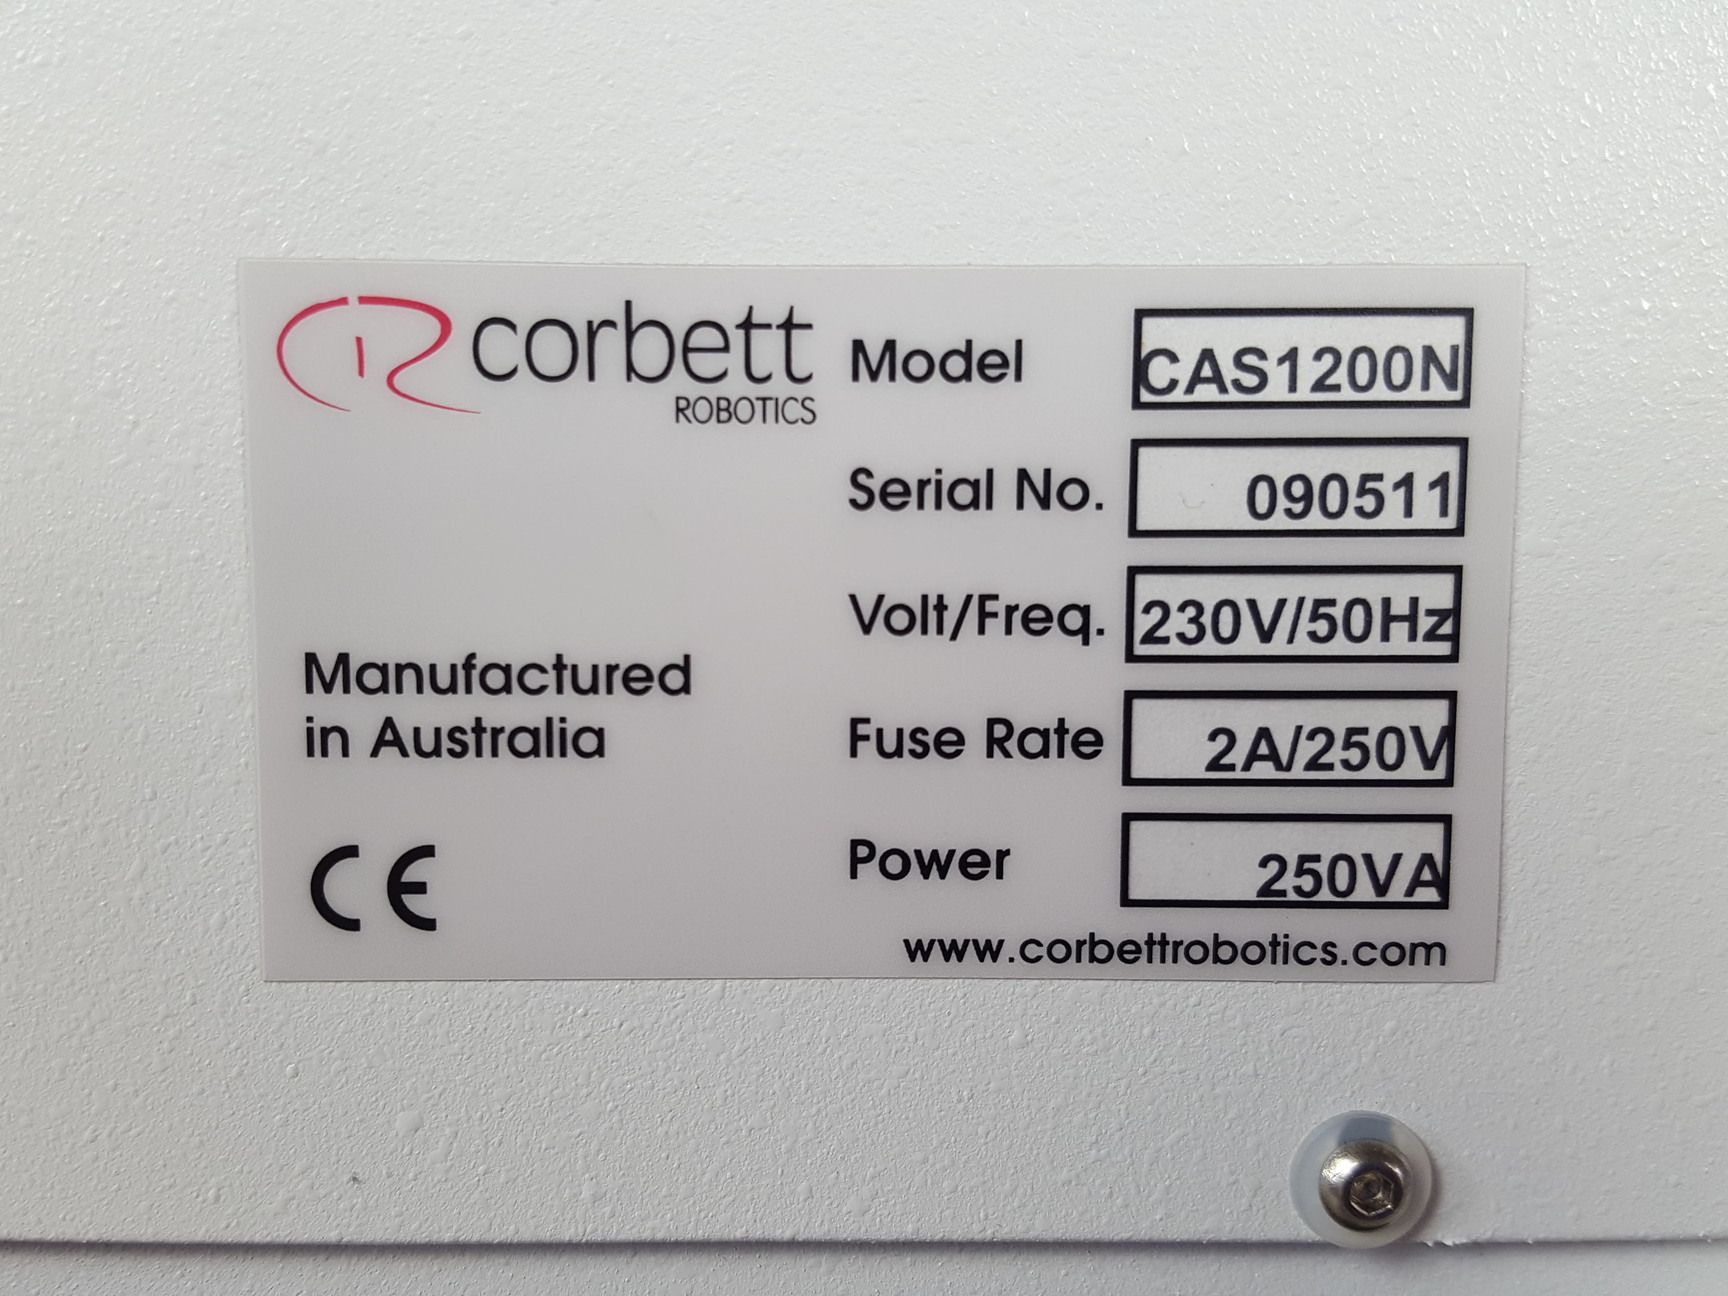 corbett
ROBOTICS
Model CAS1200N
Serial No. 090511
Volt/Freq. 230V/50Hz
Manufactured
in Australia
Fuse Rate 2A/250V
Power 250VA
CE
www.corbettrobotics.com